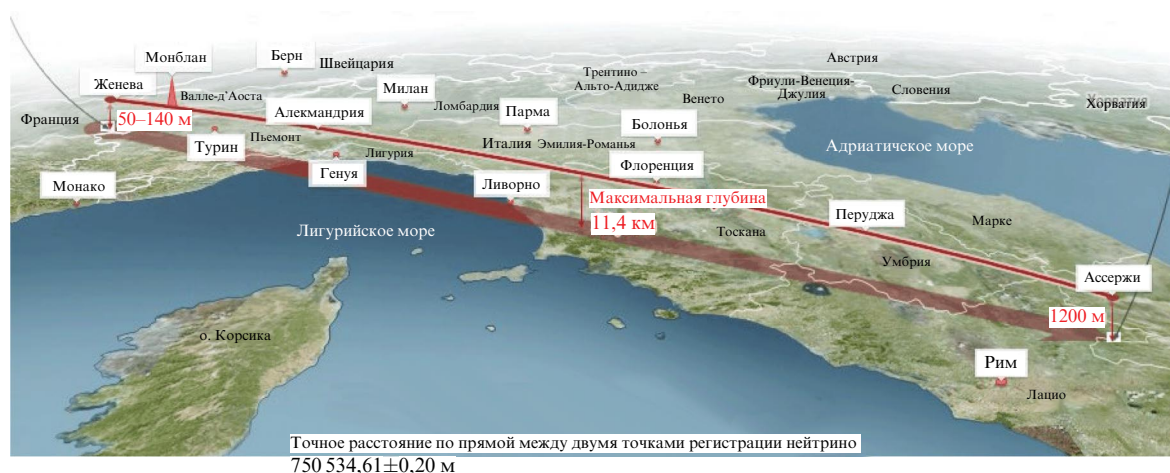 Монблан
Берн
Швейцария
Австрия
Женева
Валле-д’Аоста
Милан
Трентино –
Альто-Адидже
Фриули-Венеция-
Джулия
Словения
Хорватия
Венето
Франция
50–140 м
Алекмандрия
Ломбардия
Парма
Болонья
Турин
Пьемонт
Генуя
Лигурия
Италия
Эмилия-Романья
Адриатичекое море
Флоренция
Монако
Ливорно
Максимальная глубина
11,4 км
Тоскана
Перуджа
Марке
Лигурийское море
Умбрия
Ассержи
1200 м
о. Корсика
Рим
Лацио
Точное расстояние по прямой между двумя точками регистрации нейтрино
750 534,61±0,20 м